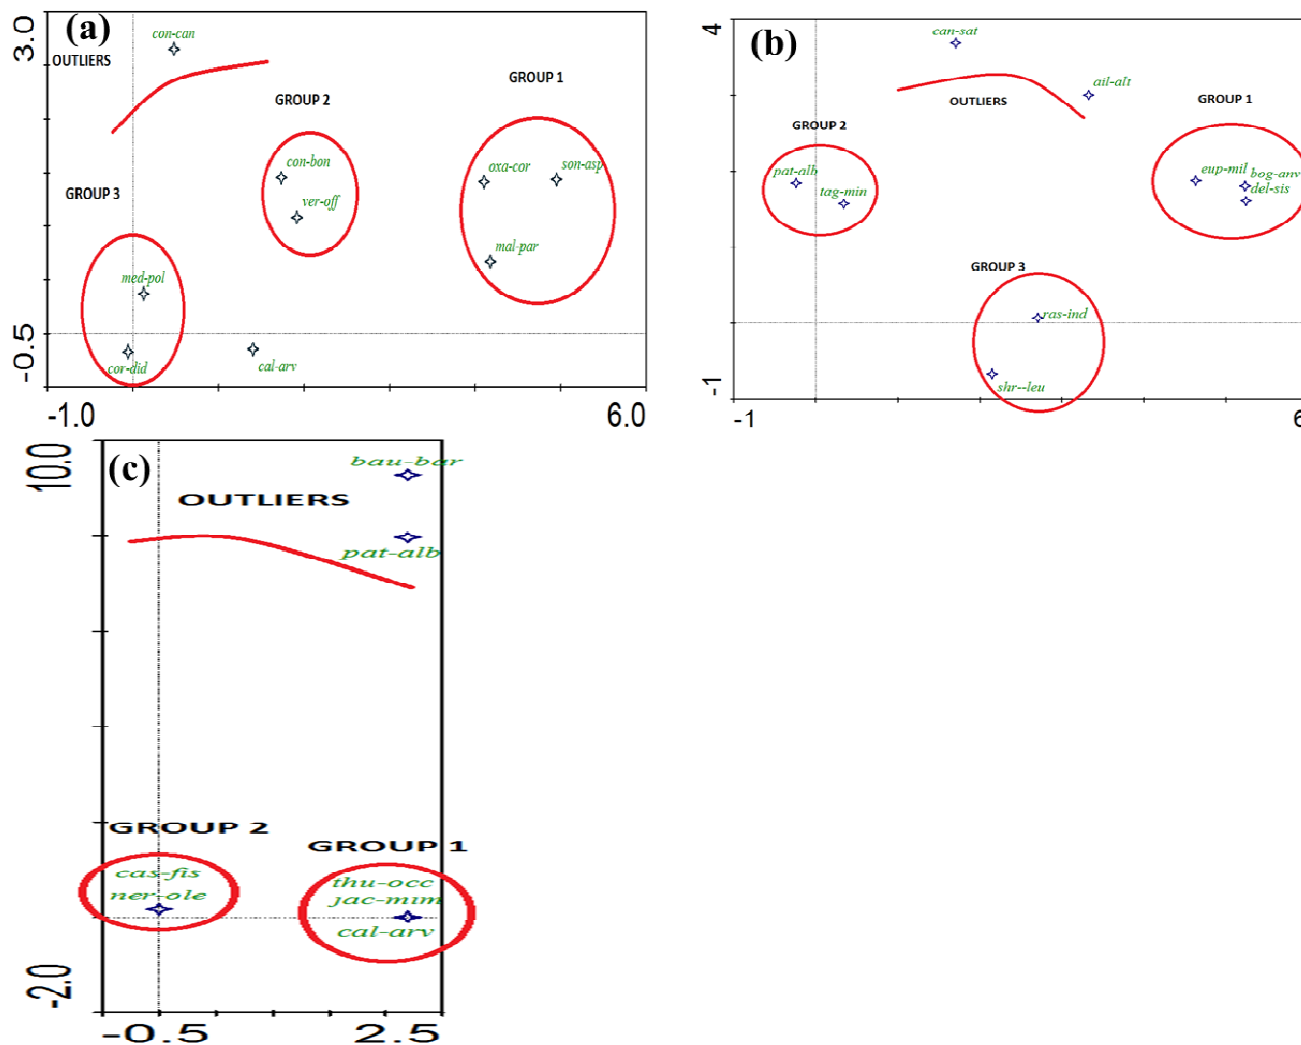 (a)
3.0
con-can
OUTLIERS
GROUP 1
GROUP 2
con-bon
oxa-cor
son-asp
GROUP 3
ver-off
mal-par
med-pol
-0.5
cor-did
cal-arv
-1.0
6.0
(b)
4
can-sat
ail-alt
OUTLIERS
GROUP 1
GROUP 2
pat-alb
eup-mil
bog-anv
tag-min
del-sis
GROUP 3
ras-incl
shr--leu
-1
-1
6
(c)
10.0
bau-bar
OUTLIERS
pat-alb
GROUP 2
GROUP 1
cas-fis
thu-occ
ner-ole
jac-mim
cal-arv
-2.0
-0.5
2.5